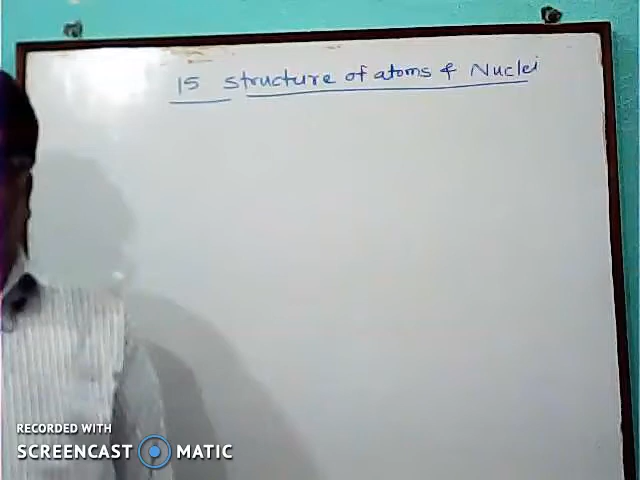 15 Structure of atoms & Nuclei
RECORDED WITH
SCREENCAST MATIC